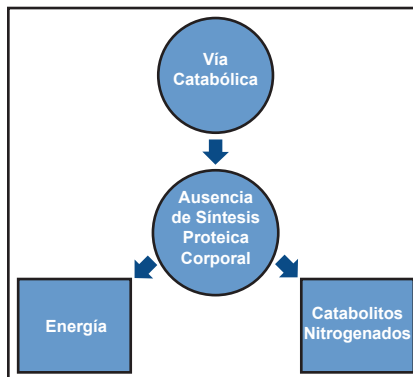 Vía
Catabólica
Ausencia
de Síntesis
Proteica
Corporal
Energía
Catabolitos
Nitrogenados